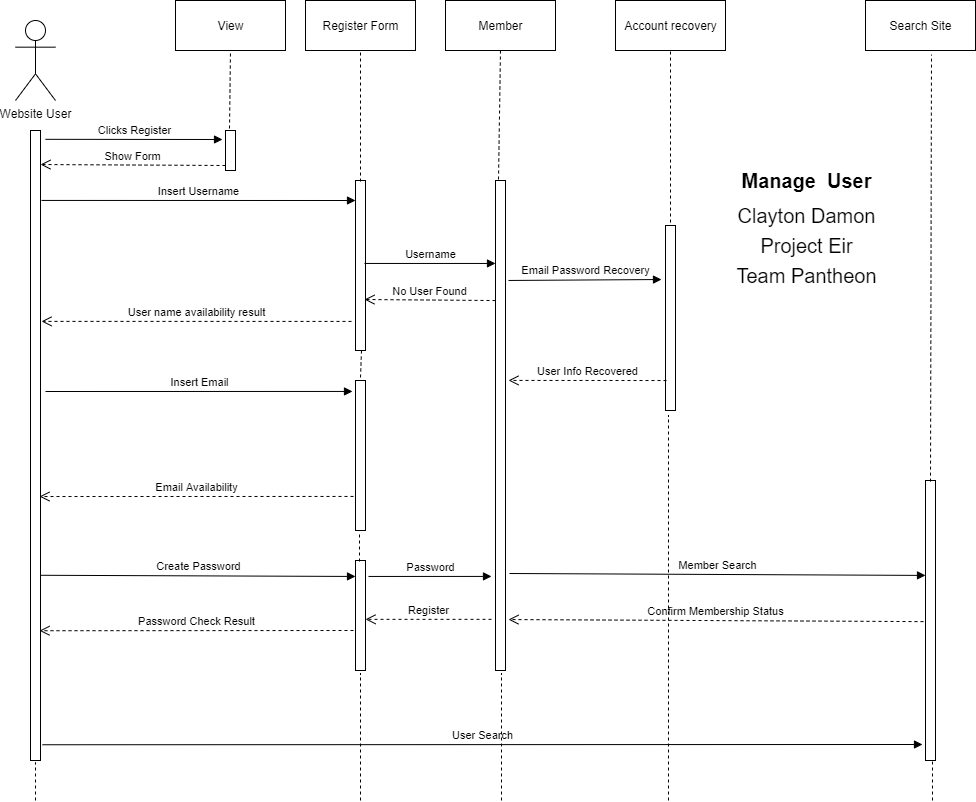 View
Register Form
Member
Account recovery
Search Site
Website User
Clicks Register
Show Form
Insert Username
Manage User
Clayton Damon
Project Eir
Team Pantheon
Username
Email Password Recovery
No User Found
User name availability result
User Info Recovered
Insert Email
Email Availability
Create Password
Password
Member Search
Register
Confirm Membership Status
Password Check Result
User Search